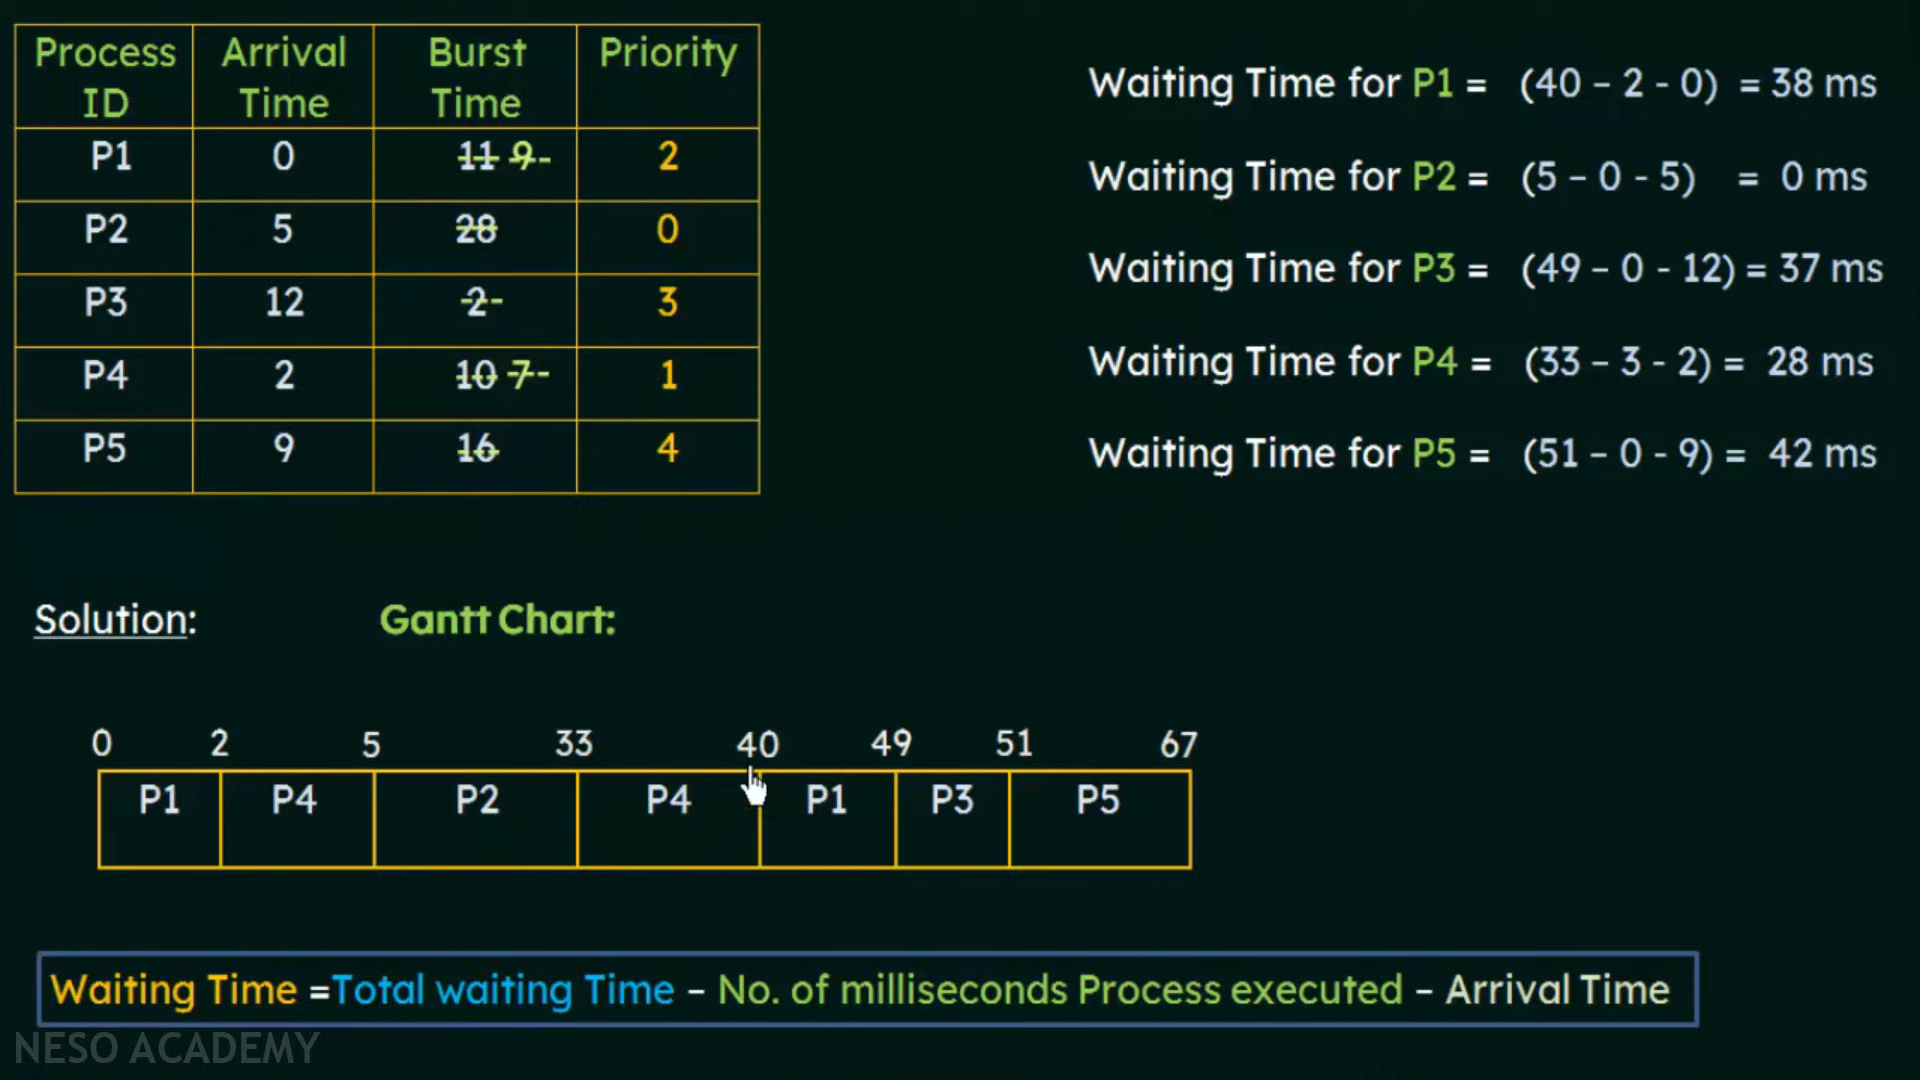 Process ID Arrival Time Burst Time Priority
P1 0 11 9 2
P2 5 28 0
P3 12 2 3
P4 2 10 7 1
P5 9 16 4
Waiting Time for P1 = (40 – 2 - 0) = 38 ms
Waiting Time for P2 = (5 – 0 - 5) = 0 ms
Waiting Time for P3 = (49 – 0 - 12) = 37 ms
Waiting Time for P4 = (33 – 3 - 2) = 28 ms
Waiting Time for P5 = (51 – 0 - 9) = 42 ms
Solution: Gantt Chart:
0 2 5 33 40 49 51 67
P1 P4 P2 P4 P1 P3 P5
Waiting Time =Total waiting Time – No. of milliseconds Process executed – Arrival Time
NESO ACADEMY